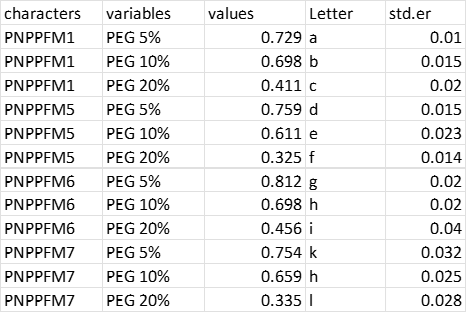 characters variables values Letter std.er
PNPPFM1 PEG 5% 0.729 a 0.01
PNPPFM1 PEG 10% 0.698 b 0.015
PNPPFM1 PEG 20% 0.411 c 0.02
PNPPFM5 PEG 5% 0.759 d 0.015
PNPPFM5 PEG 10% 0.611 e 0.023
PNPPFM5 PEG 20% 0.325 f 0.014
PNPPFM6 PEG 5% 0.812 g 0.02
PNPPFM6 PEG 10% 0.698 h 0.02
PNPPFM6 PEG 20% 0.456 i 0.04
PNPPFM7 PEG 5% 0.754 k 0.032
PNPPFM7 PEG 10% 0.659 h 0.025
PNPPFM7 PEG 20% 0.335 l 0.028